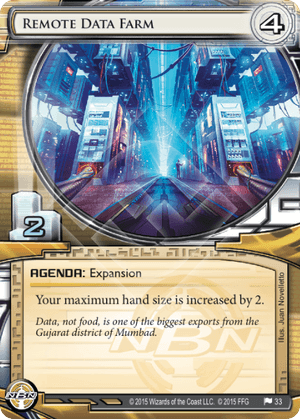 REMOTE DATA FARM
4
2
AGENDA: Expansion
Your maximum hand size is increased by 2.
Data, not food, is one of the biggest exports from the
Gujarat district of Mumbad.
Illus. Juan Novelletto
NBN
NBN
© 2015 Wizards of the Coast LLC. © 2015 FFG
33